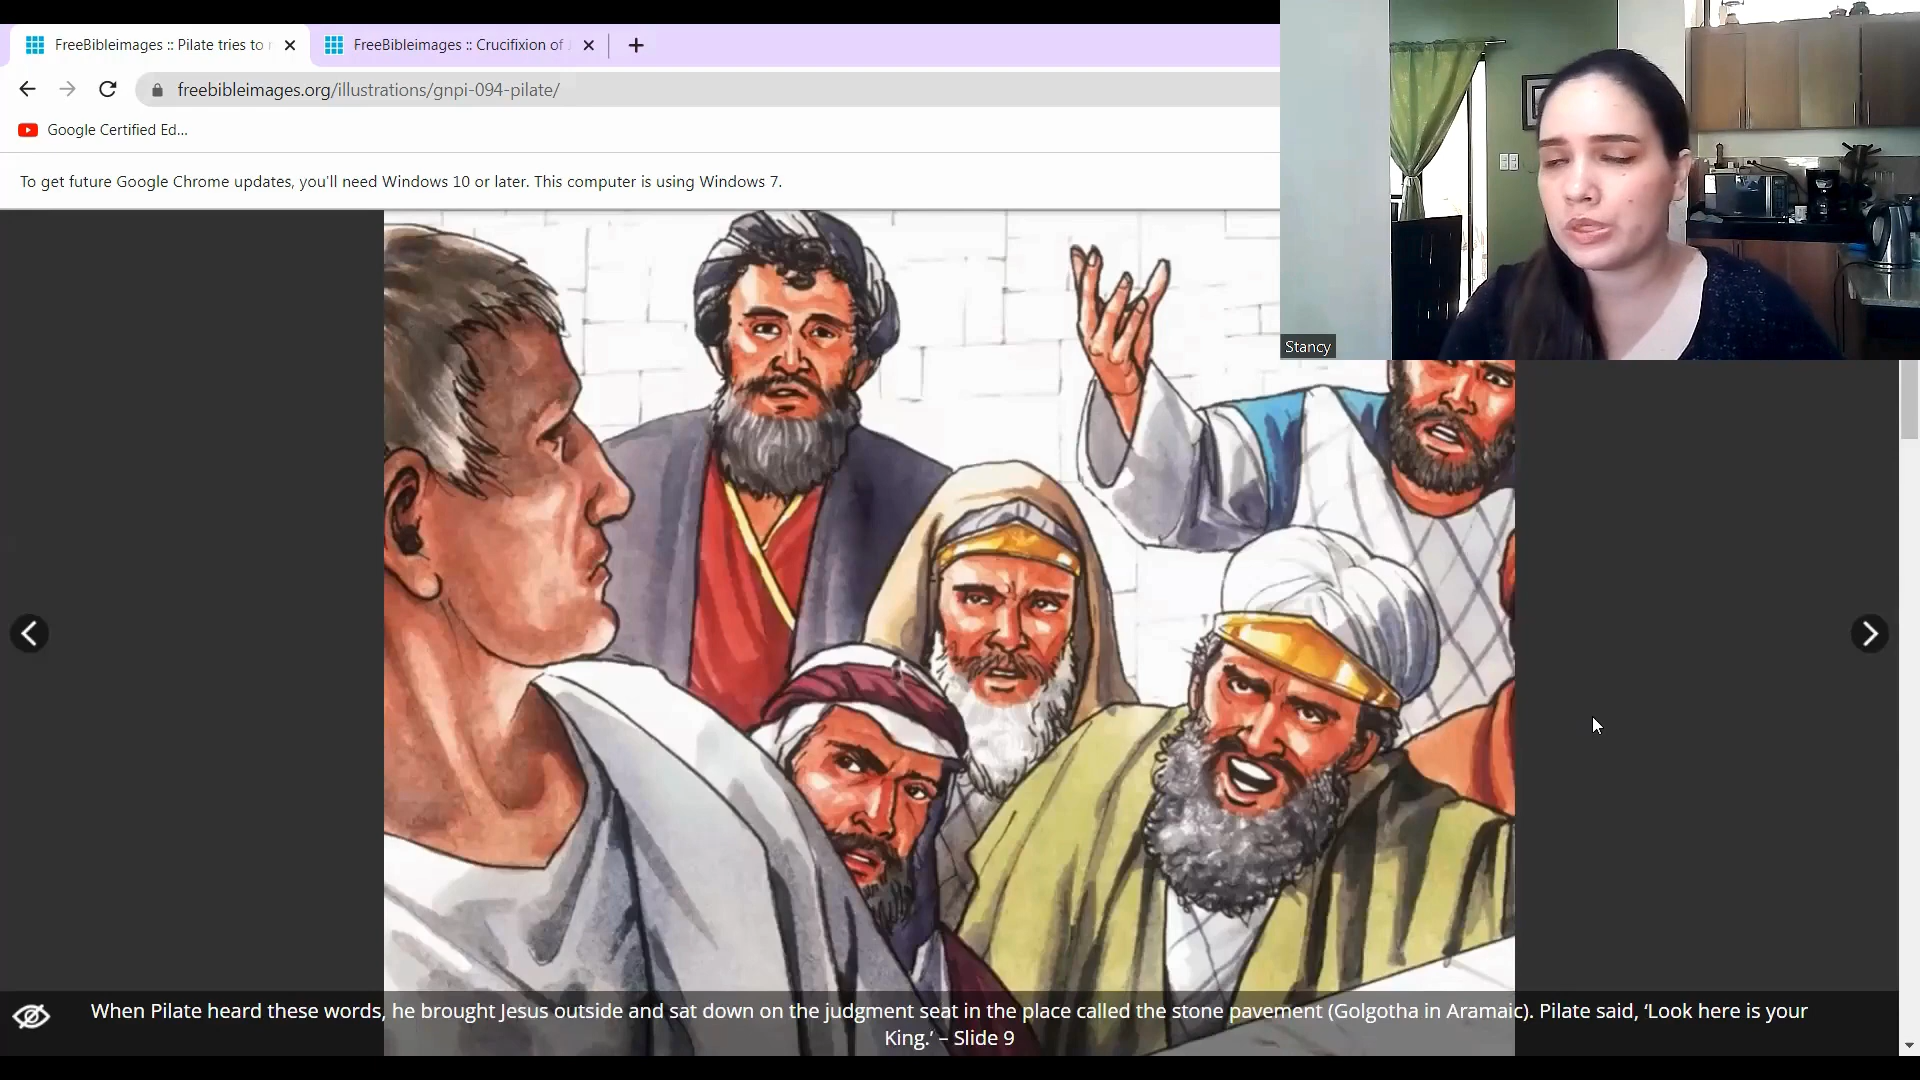 FreeBibleimages :: Pilate tries to
FreeBibleimages :: Crucifixion of
freebibleimages.org/illustrations/gnpi-094-pilate/
Google Certified Ed...
To get future Google Chrome updates, you'll need Windows 10 or later. This computer is using Windows 7.
Stancy
When Pilate heard these words, he brought Jesus outside and sat down on the judgment seat in the place called the stone pavement (Golgotha in Aramaic). Pilate said, ‘Look here is your
King.’ – Slide 9